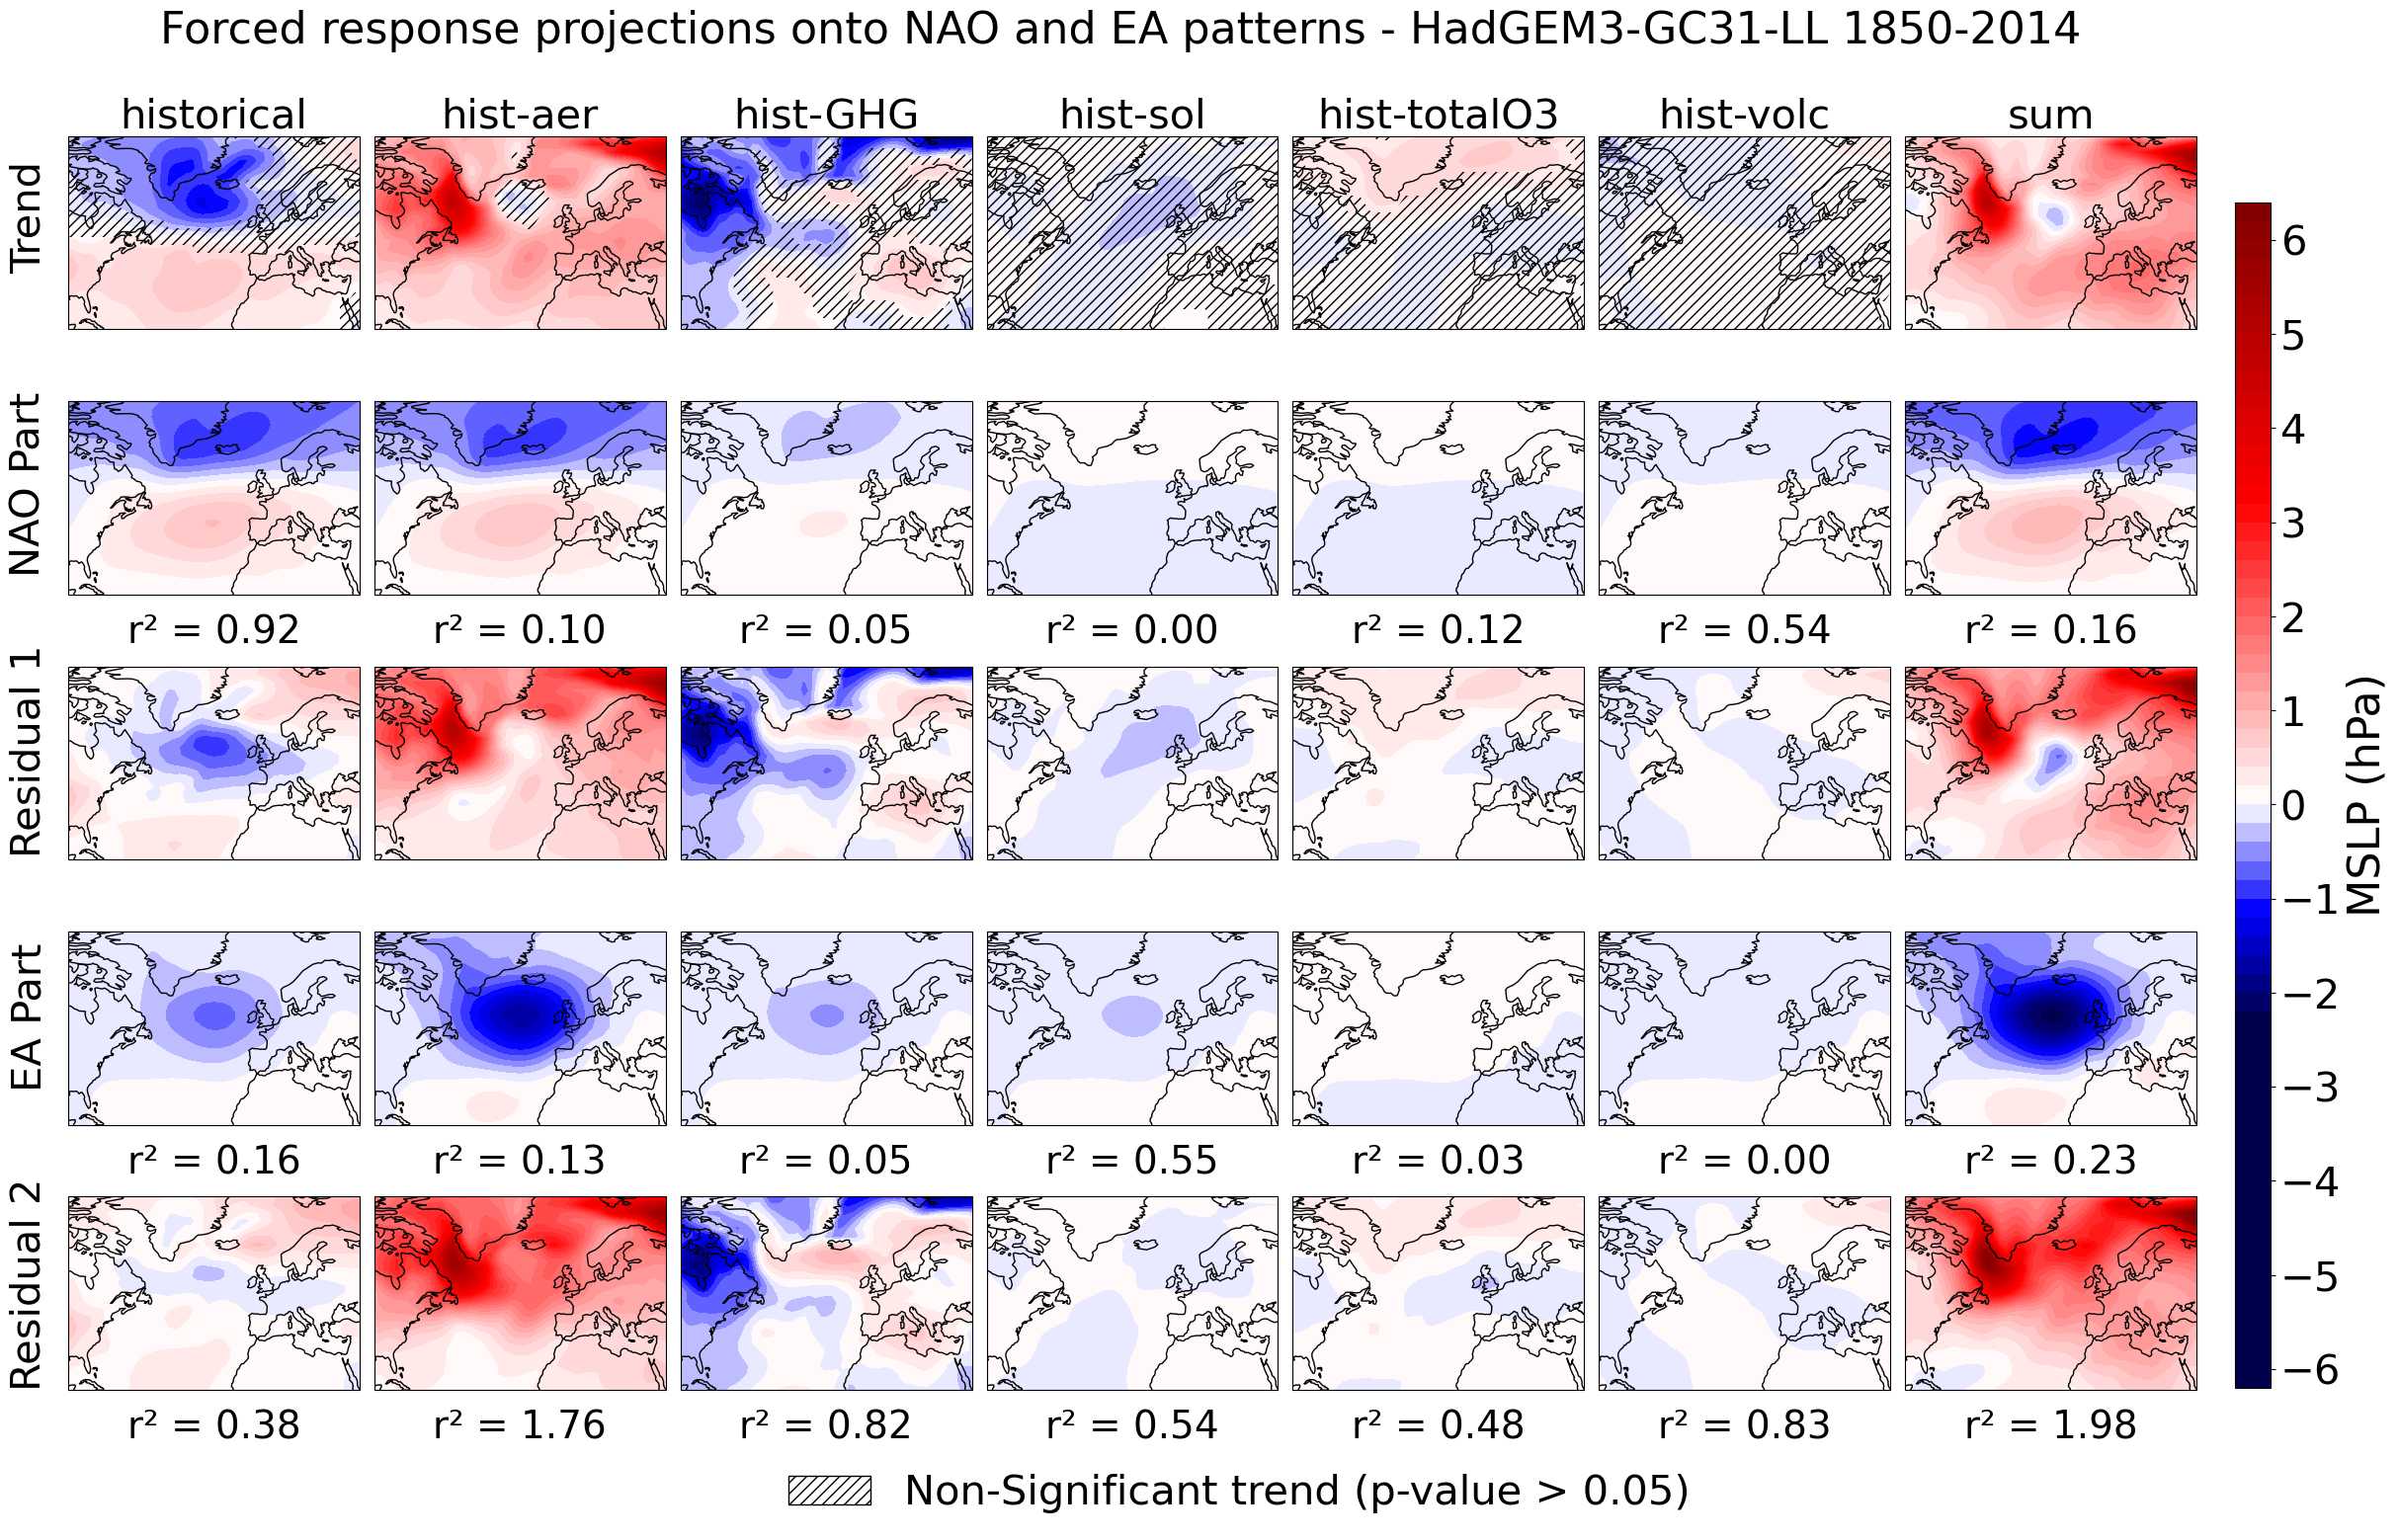 Forced response projections onto NAO and EA patterns - HadGEM3-GC31-LL 1850-2014
historical hist-aer hist-GHG hist-sol hist-totalO3 hist-volc sum
Trend
NAO Part
r² = 0.92 r² = 0.10 r² = 0.05 r² = 0.00 r² = 0.12 r² = 0.54 r² = 0.16
Residual 1
EA Part
r² = 0.16 r² = 0.13 r² = 0.05 r² = 0.55 r² = 0.03 r² = 0.00 r² = 0.23
Residual 2
r² = 0.38 r² = 1.76 r² = 0.82 r² = 0.54 r² = 0.48 r² = 0.83 r² = 1.98
6
5
4
3
2
1
0
−1
−2
−3
−4
−5
−6
MSLP (hPa)
Non-Significant trend (p-value > 0.05)